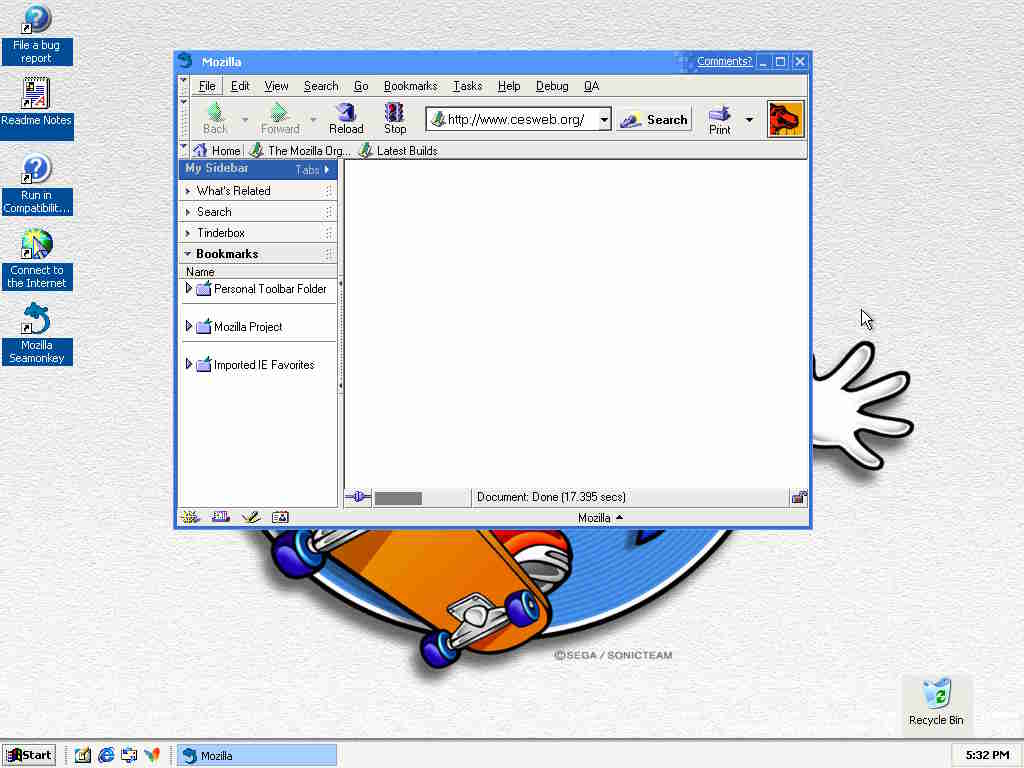 File a bug
report
Readme Notes
Run in
Compatibilit...
Connect to
the Internet
Mozilla
Seamonkey
Mozilla
Comments?
File Edit View Search Go Bookmarks Tasks Help Debug QA
Back Forward Reload Stop http://www.cesweb.org/ Search Print
Home The Mozilla Org... Latest Builds
My Sidebar Tabs
What's Related
Search
Tinderbox
Bookmarks
Name
Personal Toolbar Folder
Mozilla Project
Imported IE Favorites
Document: Done (17.395 secs)
Mozilla
©SEGA / SONICTEAM
Recycle Bin
Start Mozilla 5:32 PM